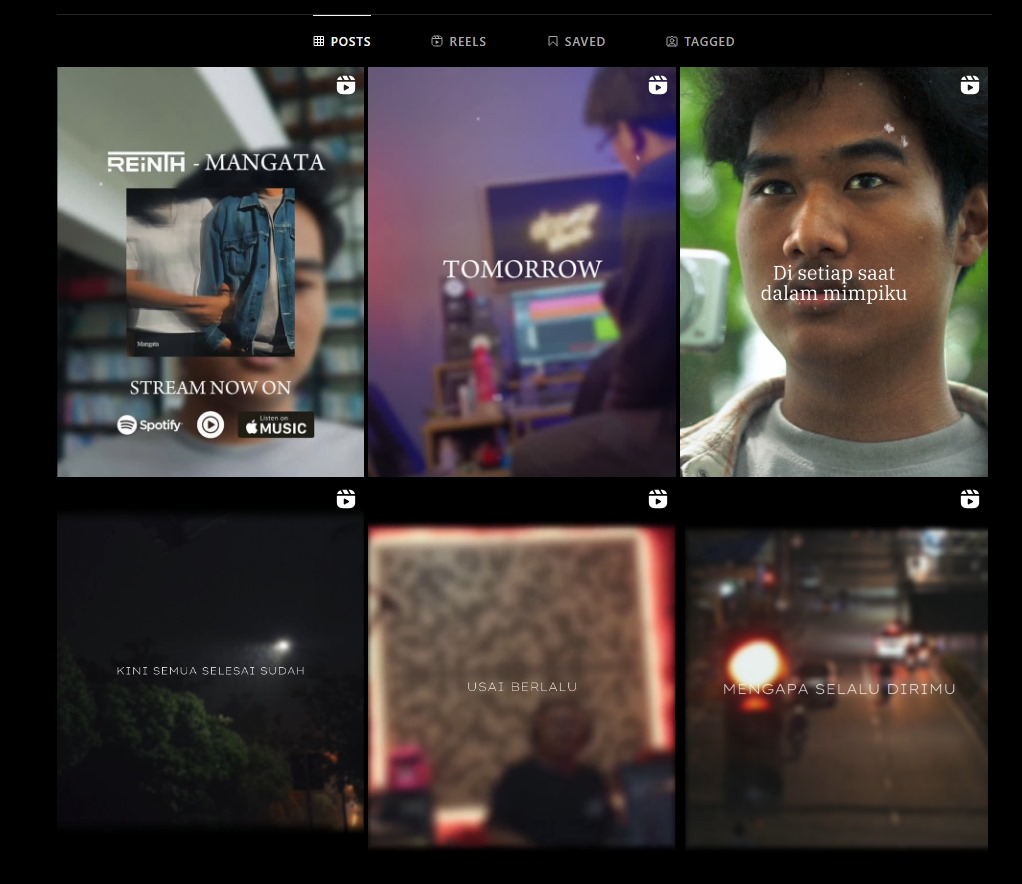 POSTS
REELS
SAVED
TAGGED
REINTH - MANGATA
Mangata
STREAM NOW ON
Spotify
Listen on
MUSIC
TOMORROW
Di setiap saat
dalam mimpiku
KINI SEMUA SELESAI SUDAH
USAI BERLALU
MENGAPA SELALU DIRIMU